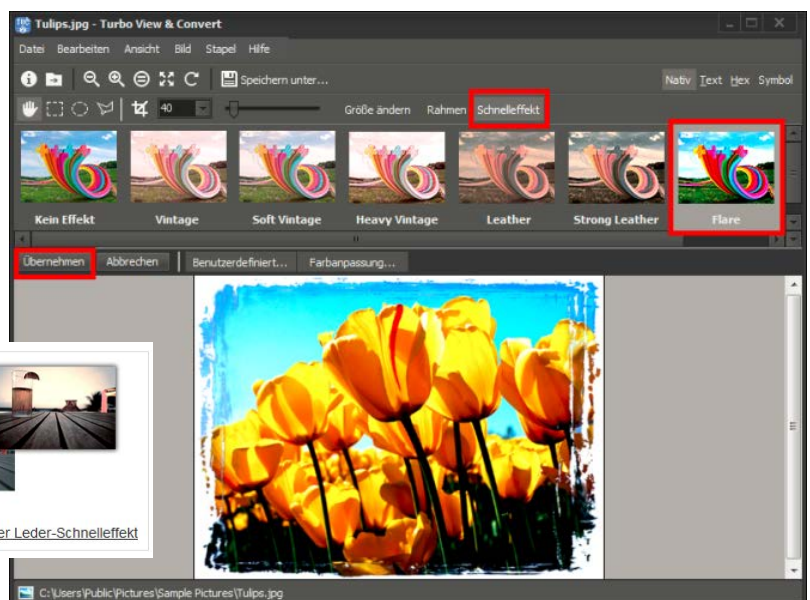 Tulips.jpg - Turbo View & Convert
Datei Bearbeiten Ansicht Bild Stapel Hilfe
Speichern unter...
Nativ Text Hex Symbol
40 Größe ändern Rahmen Schnelleffekt
Kein Effekt Vintage Soft Vintage Heavy Vintage Leather Strong Leather Flare
Übernehmen Abbrechen Benutzerdefiniert... Farbanpassung...
er Leder-Schnelleffekt
C:\Users\Public\Pictures\Sample Pictures\Tulips.jpg